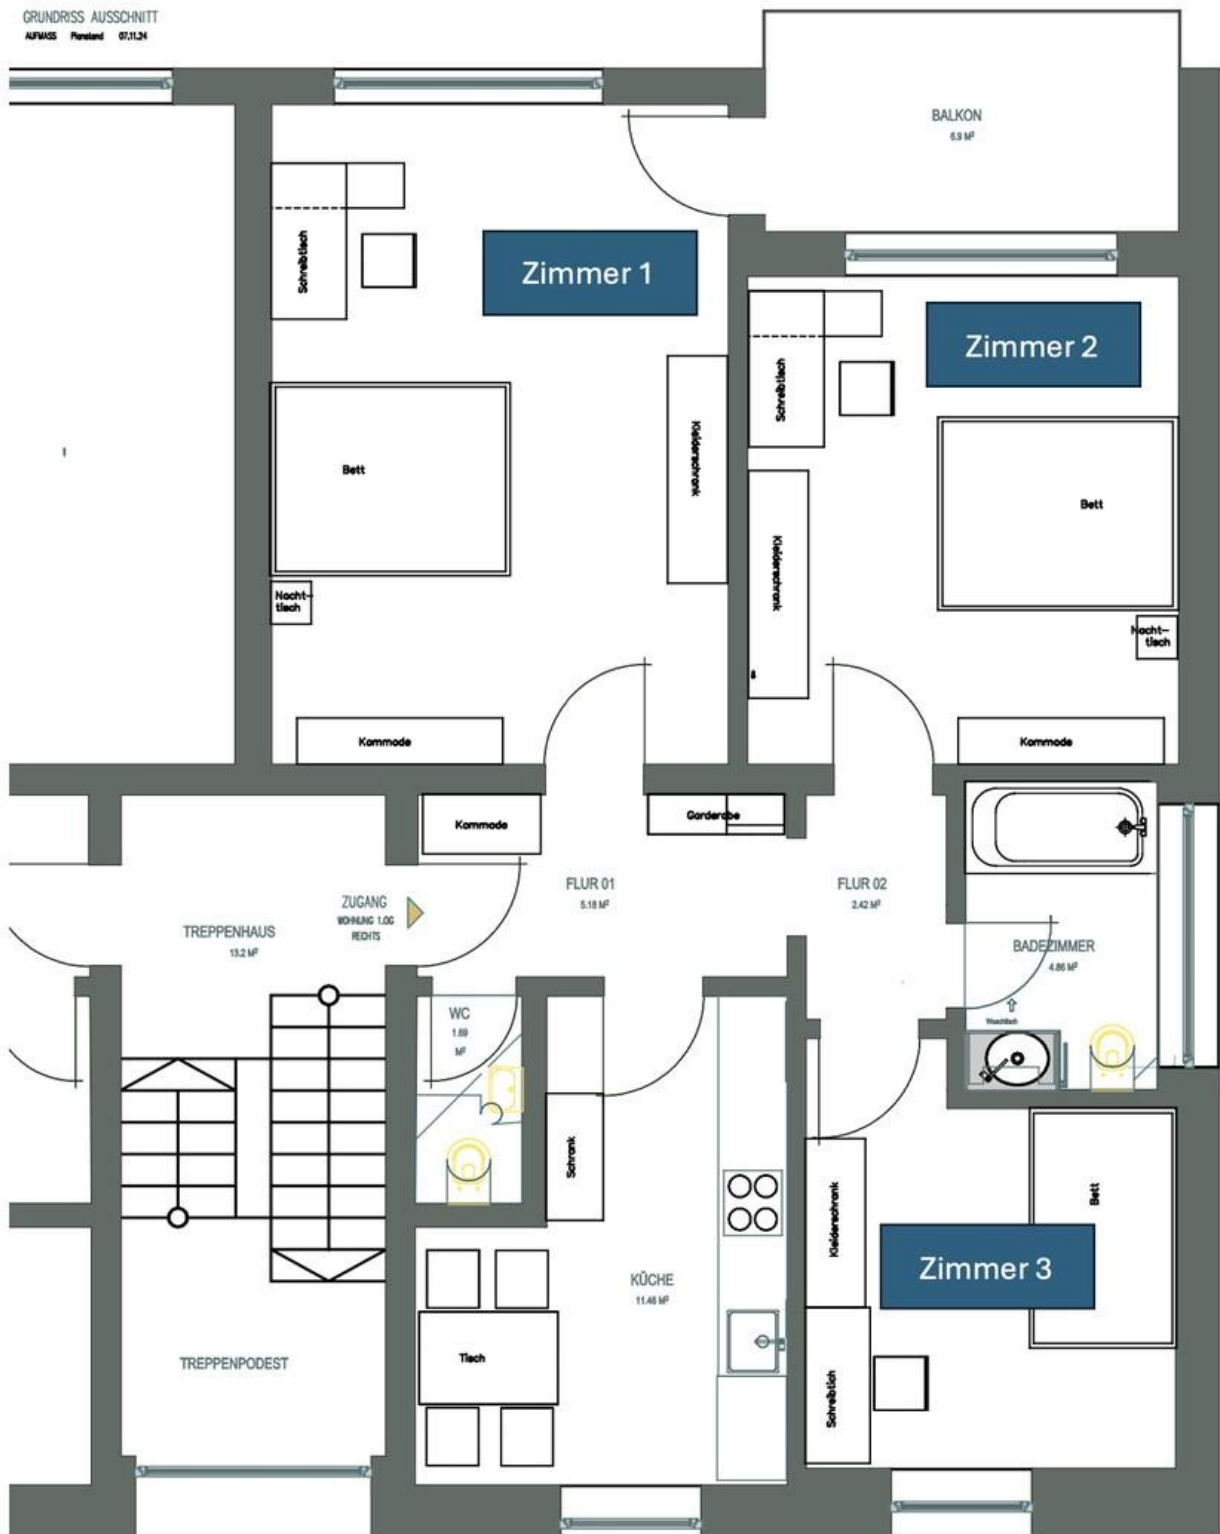 GRUNDRISS AUSSCHNITT
AUFMASS Planstand 07.11.24
BALKON
6.9 M²
Schreibtisch
Zimmer 1
Zimmer 2
Schreibtisch
Kleiderschrank
Bett
Bett
Kleiderschrank
Nacht-
tisch
Nacht-
tisch
Kommode
Kommode
Kommode
Garderobe
ZUGANG
WOHNUNG 1.OG
RECHTS
FLUR 01
5.18 M²
FLUR 02
2.42 M²
TREPPENHAUS
13.2 M²
BADEZIMMER
4.86 M²
WC
1.69
M²
Waschtisch
Schrank
Kleiderschrank
Bett
Zimmer 3
KÜCHE
11.46 M²
Tisch
TREPPENPODEST
Schreibtich